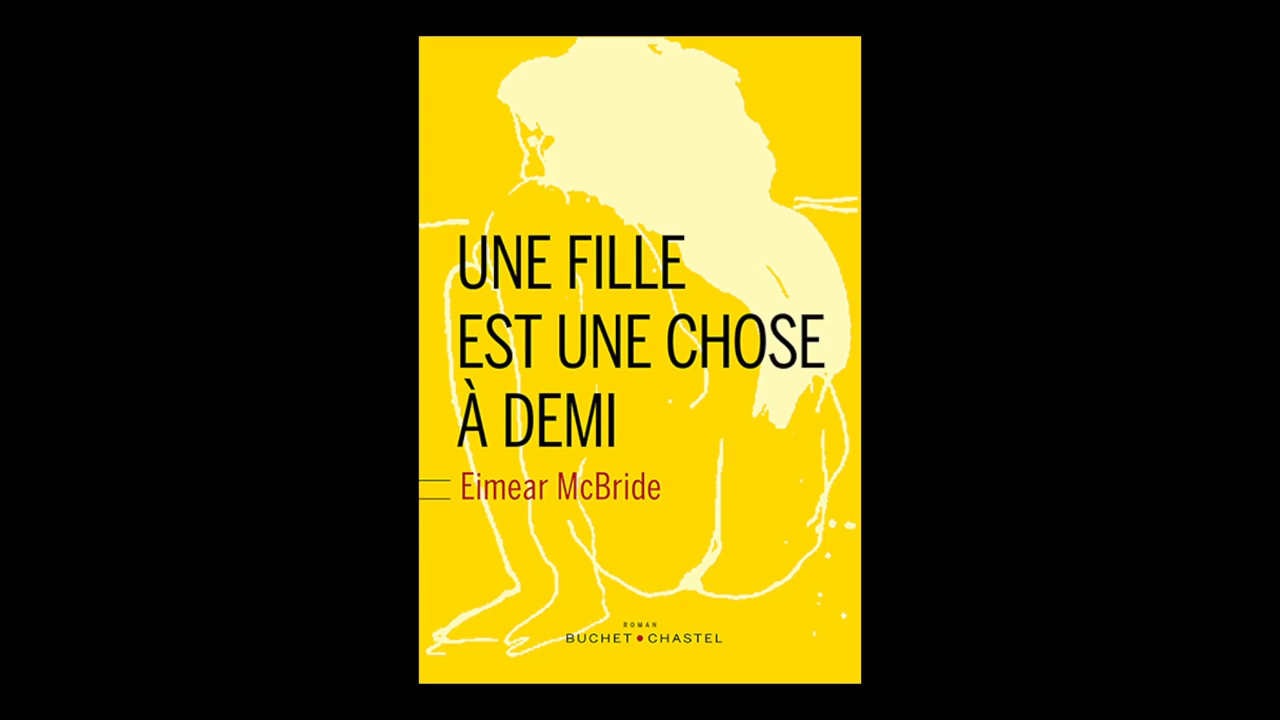 UNE FILLE
EST UNE CHOSE
À DEMI
Eimear McBride
ROMAN
BUCHET•CHASTEL